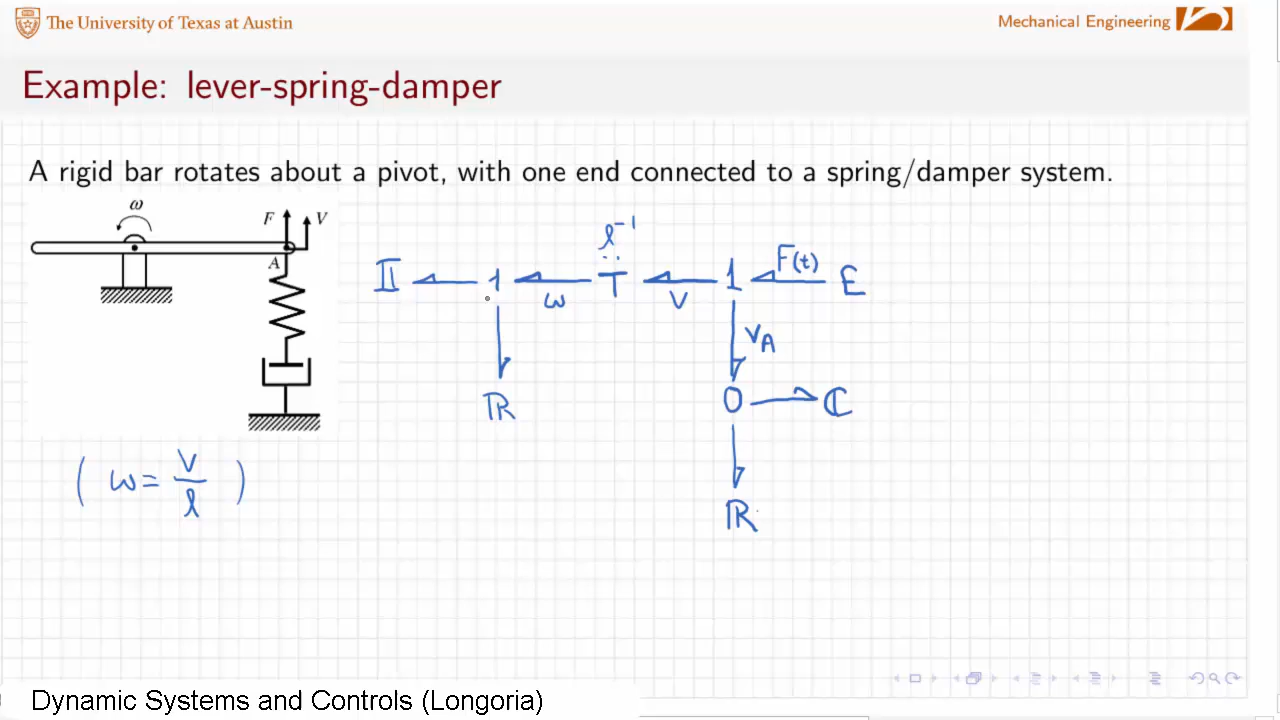 The University of Texas at Austin
Mechanical Engineering
Example: lever-spring-damper
A rigid bar rotates about a pivot, with one end connected to a spring/damper system.
ω
F V
A
l⁻¹
𝕀 1 T 1 F(t) E
ω V
V_A
ℝ 0 ℂ
ℝ
( ω = V/l )
Dynamic Systems and Controls (Longoria)